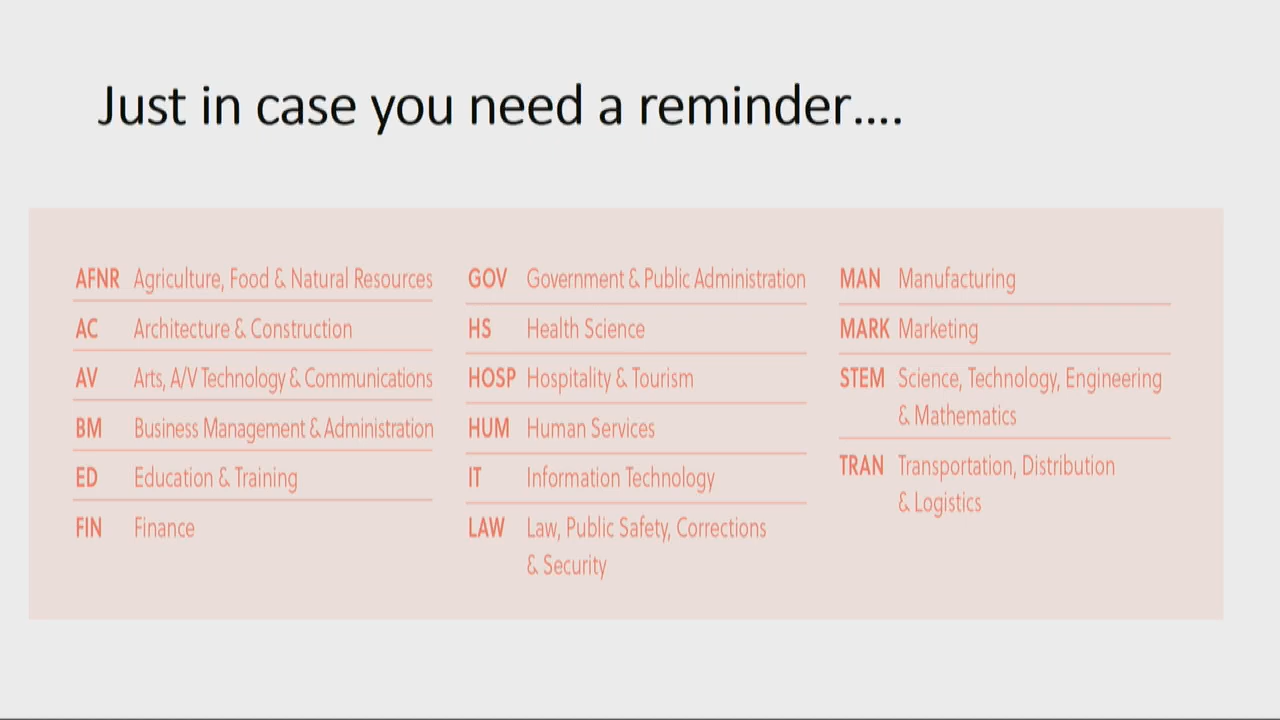 Just in case you need a reminder....
AFNR Agriculture, Food & Natural Resources
AC Architecture & Construction
AV Arts, A/V Technology & Communications
BM Business Management & Administration
ED Education & Training
FIN Finance
GOV Government & Public Administration
HS Health Science
HOSP Hospitality & Tourism
HUM Human Services
IT Information Technology
LAW Law, Public Safety, Corrections
& Security
MAN Manufacturing
MARK Marketing
STEM Science, Technology, Engineering
& Mathematics
TRAN Transportation, Distribution
& Logistics